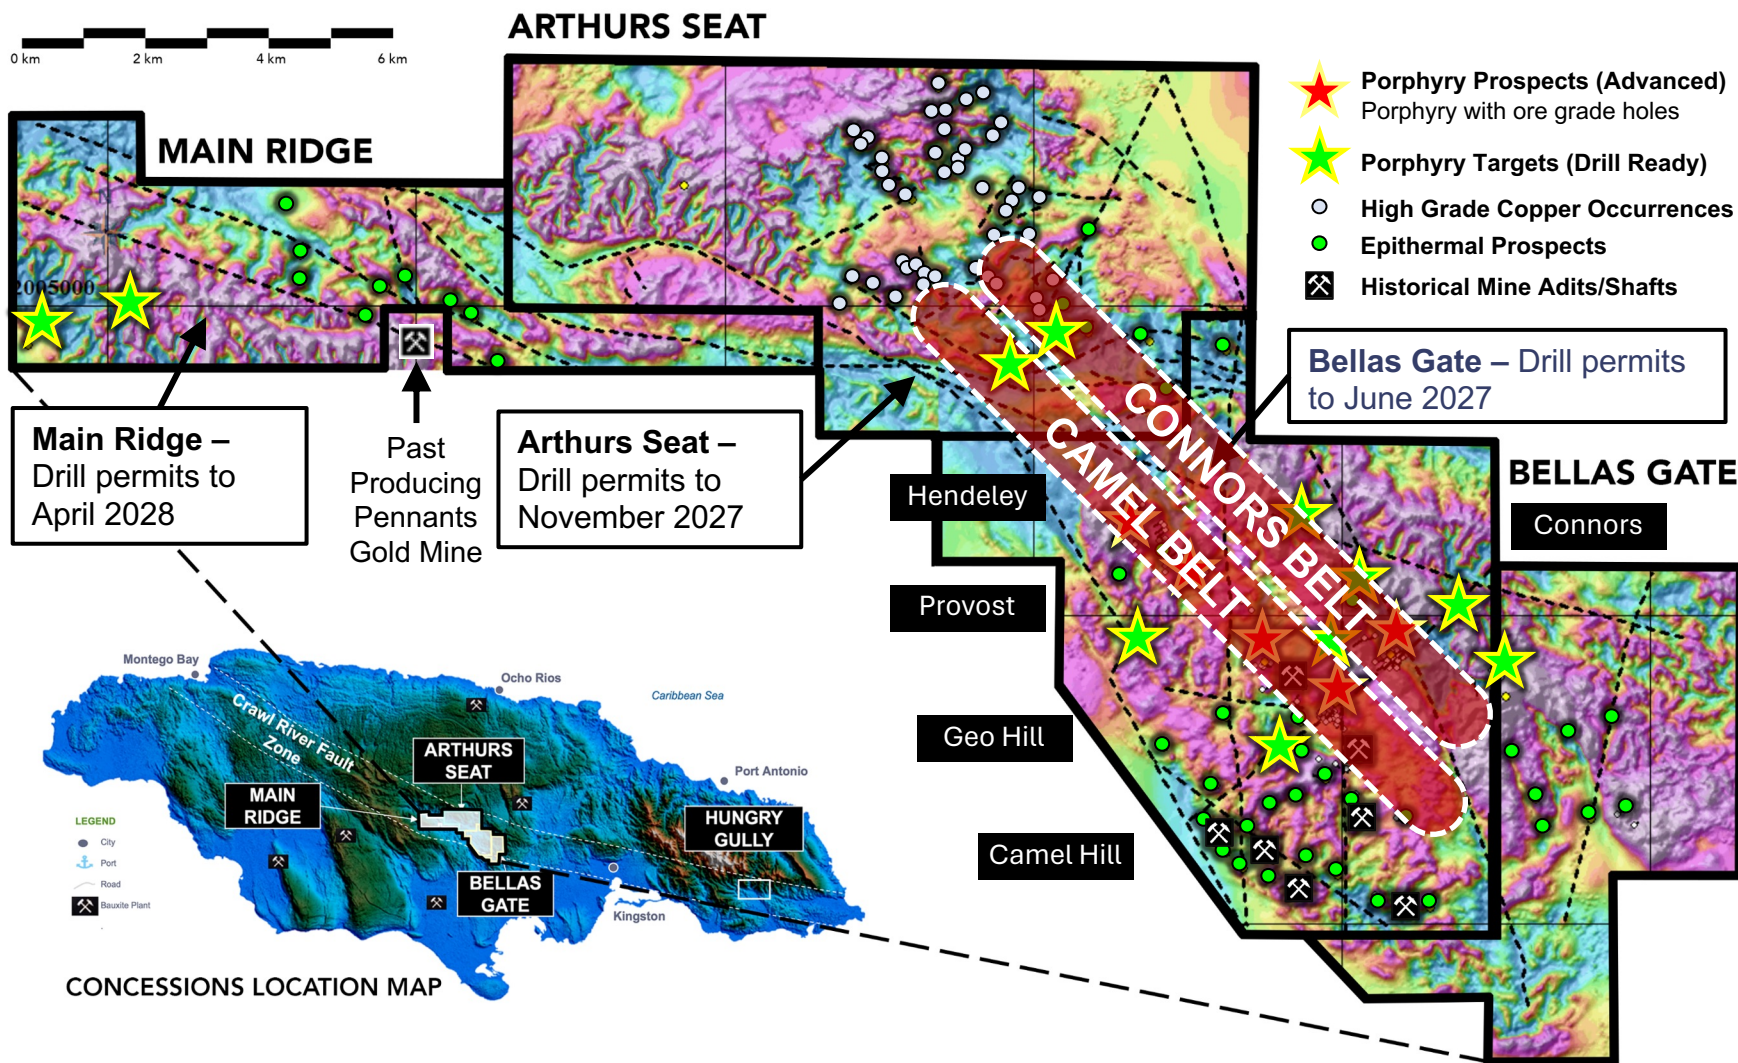 ARTHURS SEAT
0 km
2 km
4 km
6 km
MAIN RIDGE
Porphyry Prospects (Advanced)
Porphyry with ore grade holes
Porphyry Targets (Drill Ready)
High Grade Copper Occurrences
Epithermal Prospects
Historical Mine Adits/Shafts
N
2005000
Bellas Gate – Drill permits
to June 2027
Main Ridge –
Drill permits to
April 2028
Past
Producing
Pennants
Gold Mine
Arthurs Seat –
Drill permits to
November 2027
CONNORS BELT
CAMEL BELT
BELLAS GATE
Hendeley
Connors
Provost
Geo Hill
Camel Hill
Montego Bay
Ocho Rios
Caribbean Sea
Crawl River Fault
Zone
ARTHURS
SEAT
Port Antonio
MAIN
RIDGE
HUNGRY
GULLY
LEGEND
City
Port
Road
Bauxite Plant
BELLAS
GATE
Kingston
CONCESSIONS LOCATION MAP